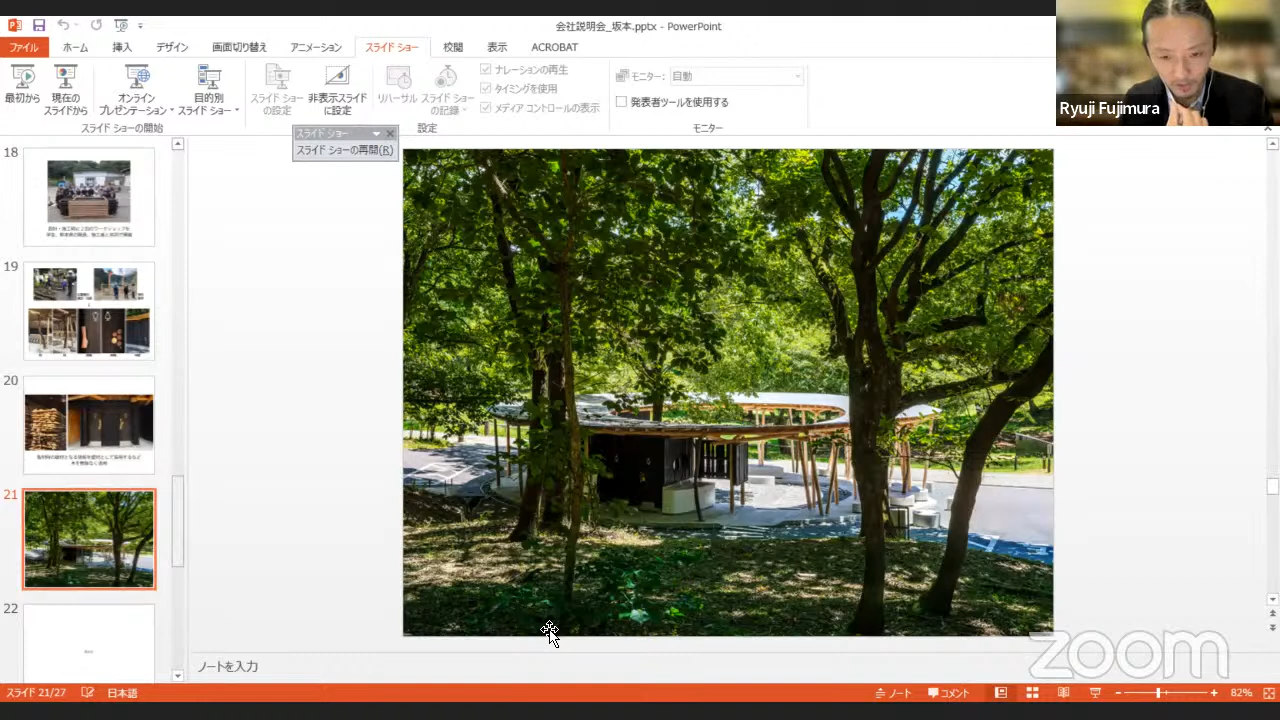 会社説明会_坂本.pptx - PowerPoint
Ryuji Fujimura
ファイル ホーム 挿入 デザイン 画面切り替え アニメーション スライド ショー 校閲 表示 ACROBAT
最初から 現在の スライドから オンライン プレゼンテーション 目的別 スライド ショー
スライド ショーの開始
スライド ショー の設定 非表示スライド に設定 リハーサル スライド ショー の記録
ナレーションの再生
タイミングを使用
メディア コントロールの表示
設定
モニター: 自動
発表者ツールを使用する
モニター
スライド ショー
スライド ショーの再開(R)
18
19
20
21
22
ノートを入力
zoom
スライド 21/27 日本語 ノート コメント 82%